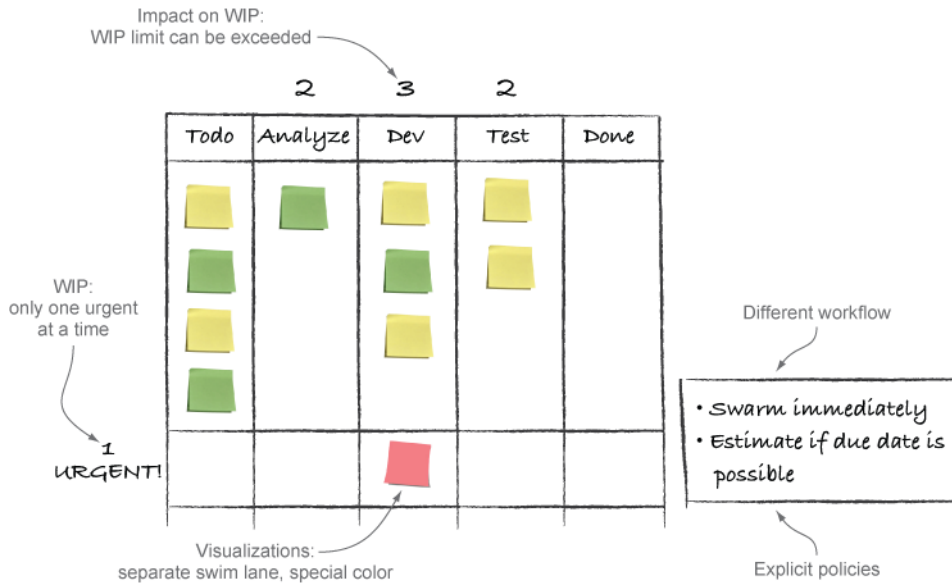 Impact on WIP:
WIP limit can be exceeded
2 3 2
Todo Analyze Dev Test Done
WIP:
only one urgent
at a time
Different workflow
• Swarm immediately
• Estimate if due date is
possible
1
URGENT!
Visualizations:
separate swim lane, special color
Explicit policies